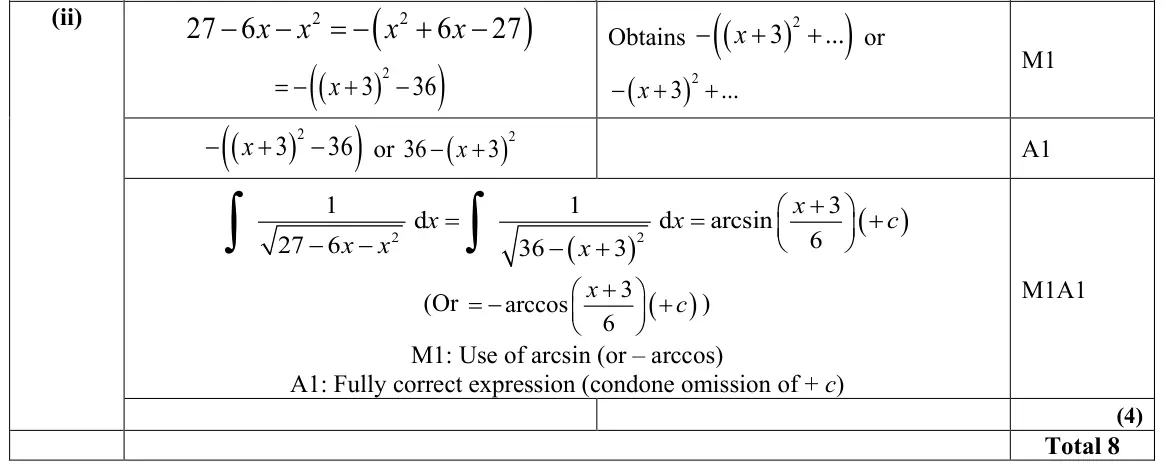 (ii) 27 − 6x − x² = −(x² + 6x − 27)
= −((x + 3)² − 36)
Obtains −((x + 3)² + ...) or
−(x + 3)² + ...
M1
−((x + 3)² − 36) or 36 − (x + 3)²
A1
∫ 1/√(27 − 6x − x²) dx = ∫ 1/√(36 − (x + 3)²) dx = arcsin((x + 3)/6)(+c)
(Or = −arccos((x + 3)/6)(+c))
M1: Use of arcsin (or – arccos)
A1: Fully correct expression (condone omission of + c)
M1A1
(4)
Total 8